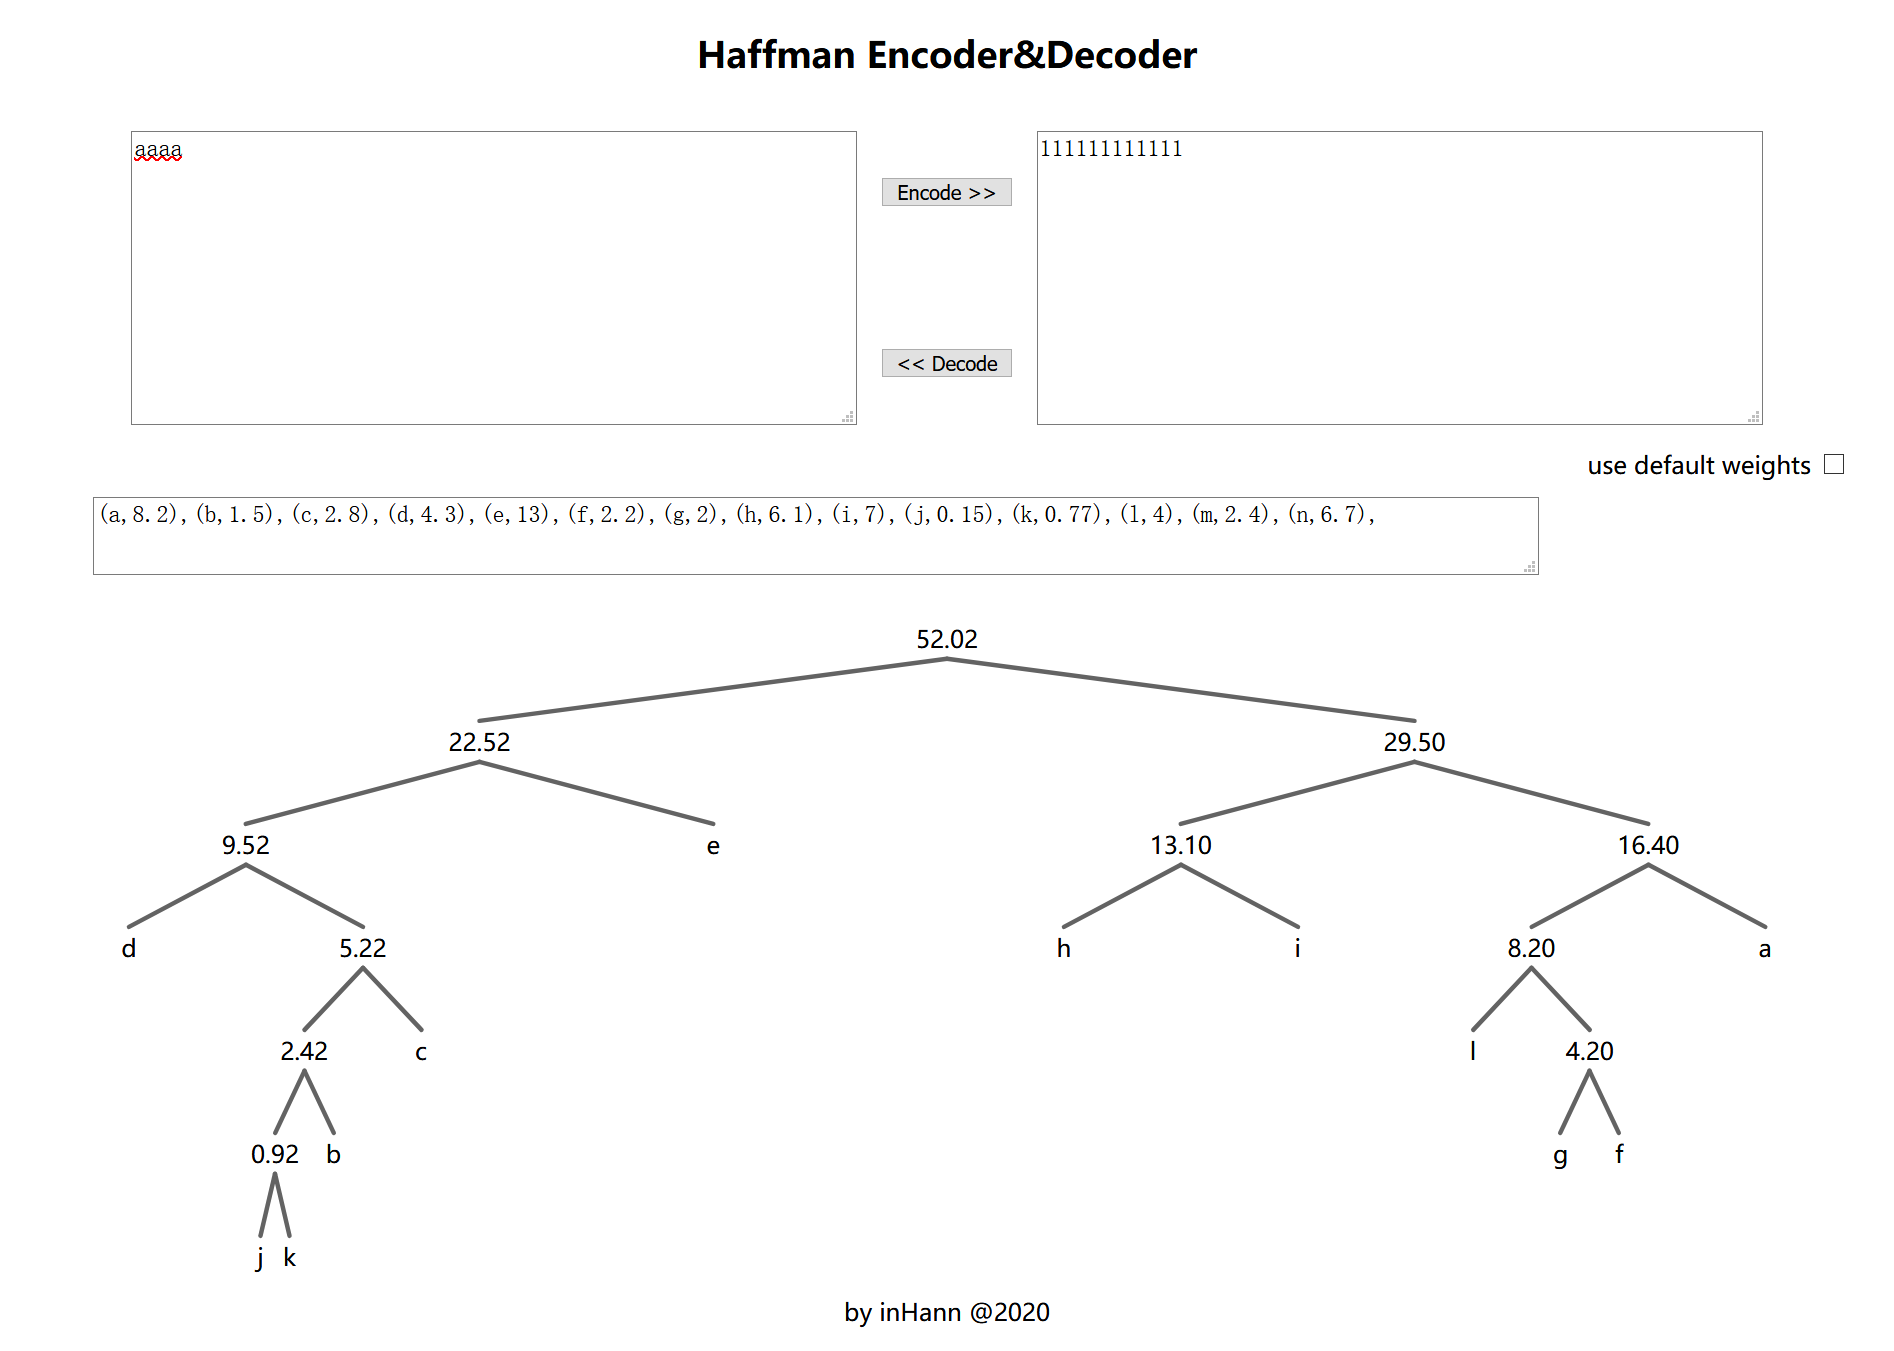 Haffman Encoder&Decoder
aaaa
111111111111
Encode >>
<< Decode
use default weights
(a,8.2),(b,1.5),(c,2.8),(d,4.3),(e,13),(f,2.2),(g,2),(h,6.1),(i,7),(j,0.15),(k,0.77),(l,4),(m,2.4),(n,6.7),
52.02
22.52 29.50
9.52 e 13.10 16.40
d 5.22 h i 8.20 a
2.42 c l 4.20
0.92 b g f
j k
by inHann @2020